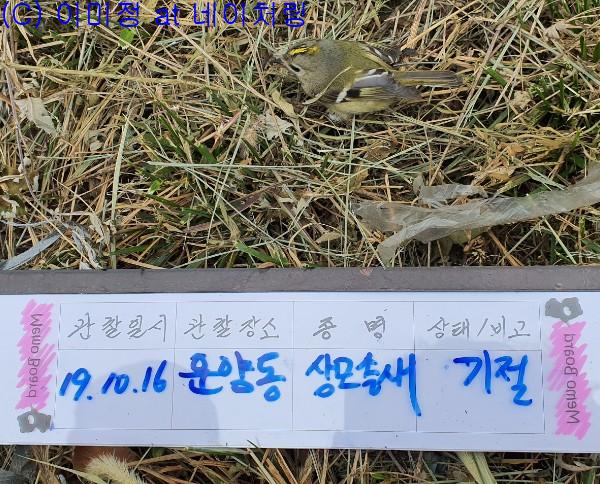 (C) 이미정 at 네이처링
관찰일시 관찰장소 종 명 상태/비고
19.10.16 운양동 상모솔새 기절
Memo Board
Memo Board